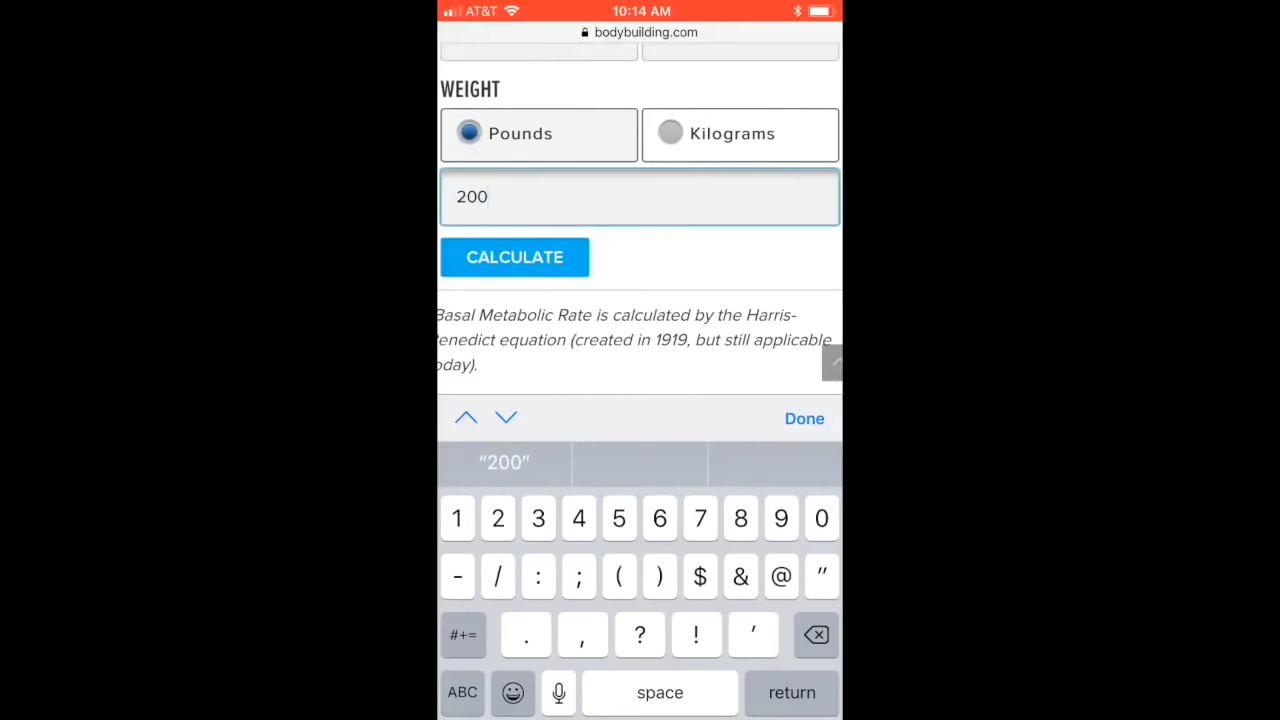 AT&T 10:14 AM
bodybuilding.com
WEIGHT
Pounds Kilograms
200
CALCULATE
Basal Metabolic Rate is calculated by the Harris-
enedict equation (created in 1919, but still applicable
oday).
Done
“200”
1 2 3 4 5 6 7 8 9 0
- / : ; ( ) $ & @ "
#+= . , ? ! '
ABC space return